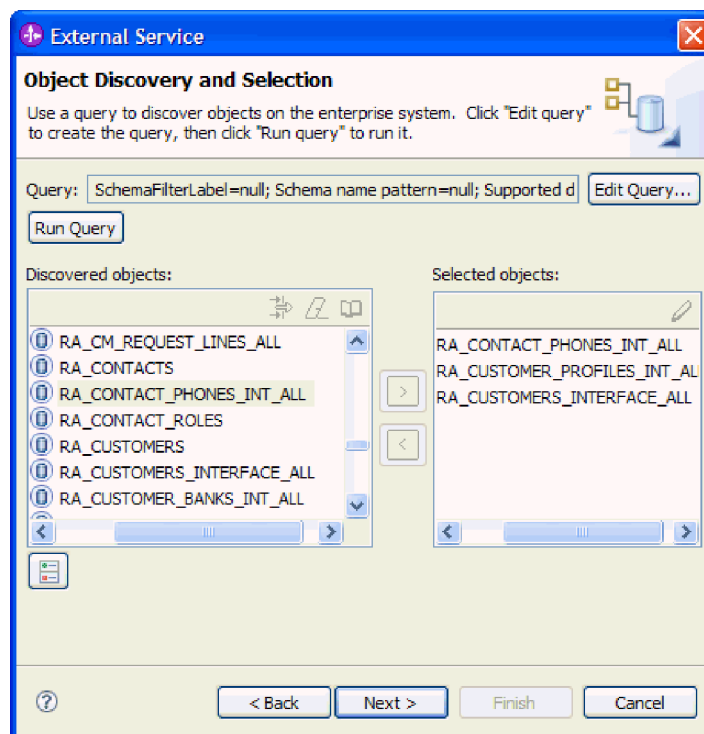 External Service
Object Discovery and Selection
Use a query to discover objects on the enterprise system. Click "Edit query"
to create the query, then click "Run query" to run it.
Query: SchemaFilterLabel=null; Schema name pattern=null; Supported d Edit Query...
Run Query
Discovered objects:
Selected objects:
RA_CM_REQUEST_LINES_ALL
RA_CONTACTS
RA_CONTACT_PHONES_INT_ALL
RA_CONTACT_ROLES
RA_CUSTOMERS
RA_CUSTOMERS_INTERFACE_ALL
RA_CUSTOMER_BANKS_INT_ALL
RA_CONTACT_PHONES_INT_ALL
RA_CUSTOMER_PROFILES_INT_AL
RA_CUSTOMERS_INTERFACE_ALL
>
<
? < Back Next > Finish Cancel